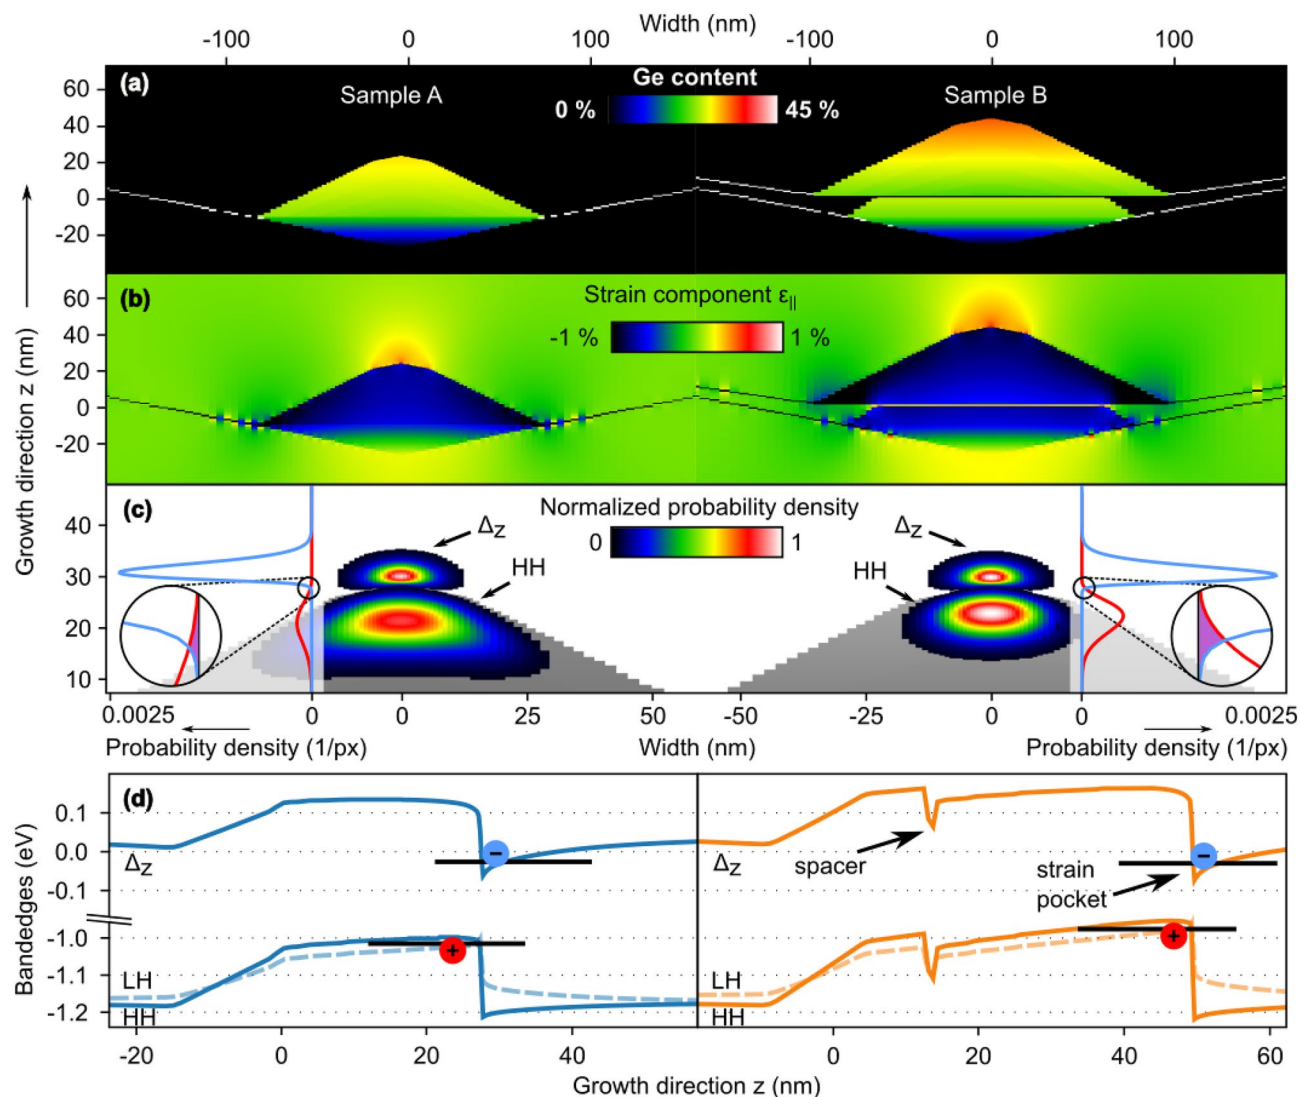 Width (nm)
-100 0 100 -100 0 100
(a) Ge content
Sample A 0 % 45 % Sample B
60
40
20
0
-20
(b) Strain component ε||
-1 % 1 %
60
40
20
0
-20
Growth direction z (nm)
(c) Normalized probability density
0 1
Δz HH
Δz HH
40
30
20
10
0.0025 0 0 25 50 -50 -25 0 0 0.0025
Probability density (1/px) Width (nm) Probability density (1/px)
(d)
0.1
0.0
-0.1
-1.0
-1.1
-1.2
Bandedges (eV)
Δz
−
+
LH
HH
spacer
strain
pocket
Δz
−
+
LH
HH
-20 0 20 40 0 20 40 60
Growth direction z (nm)